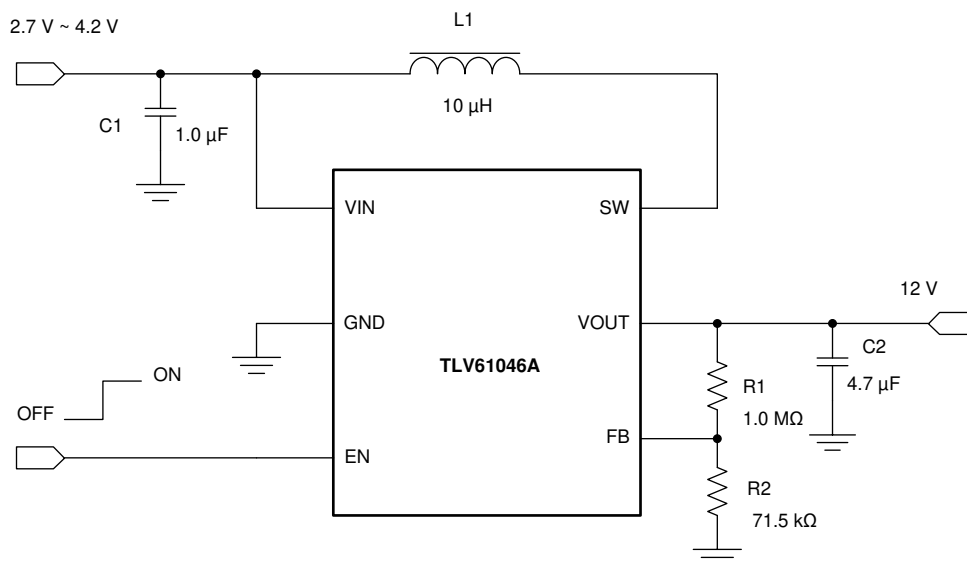 2.7 V ~ 4.2 V
L1
10 µH
C1
1.0 µF
VIN
SW
GND
VOUT
12 V
TLV61046A
C2
4.7 µF
R1
1.0 MΩ
ON
OFF
FB
EN
R2
71.5 kΩ